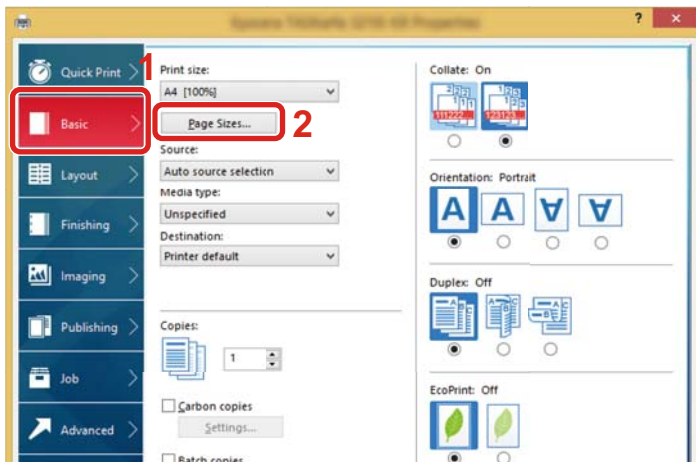 ?
Quick Print
1
Basic
Layout
Finishing
Imaging
Publishing
Job
Advanced
Print size:
A4 [100%]
Page Sizes...
2
Source:
Auto source selection
Media type:
Unspecified
Destination:
Printer default
Copies:
1
Carbon copies
Settings...
Batch copies
Collate: On
111222...
123123...
Orientation: Portrait
A A A A
Duplex: Off
EcoPrint: Off